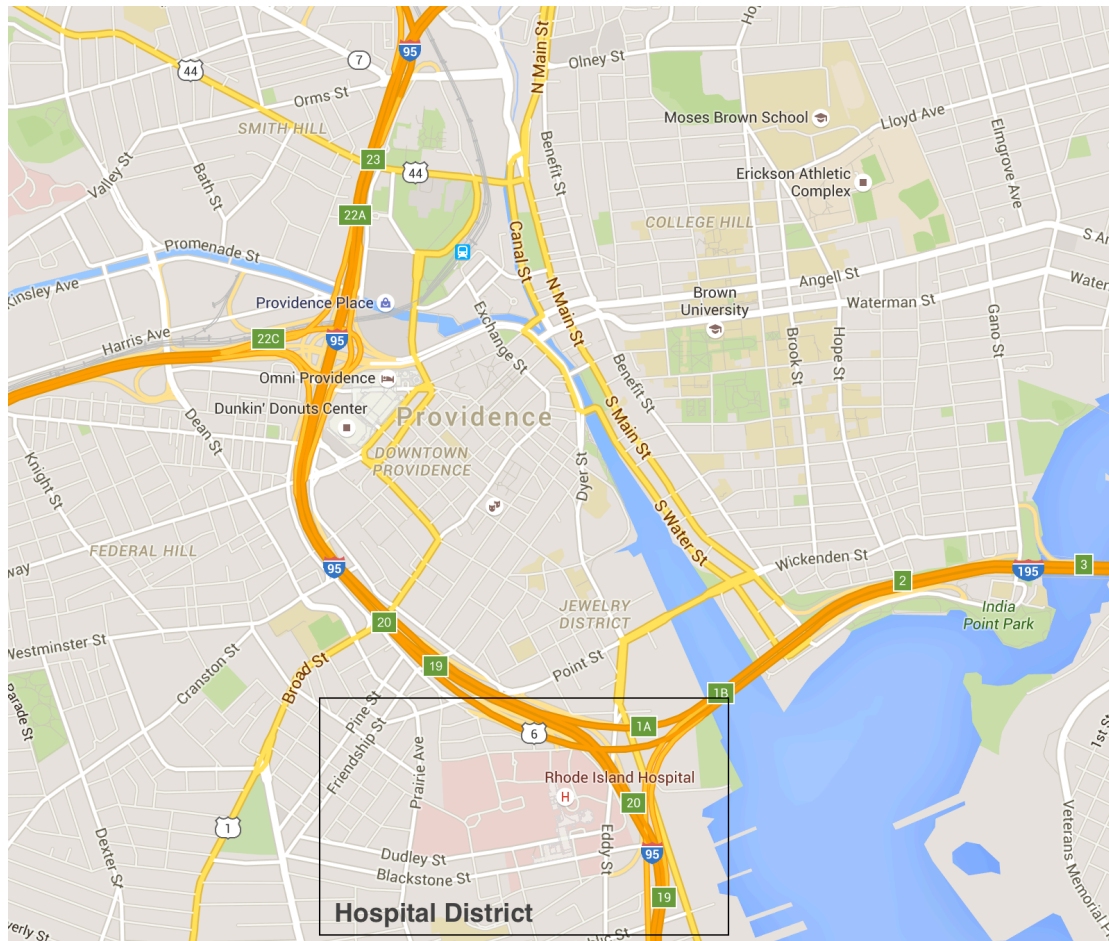 95
N Main St
Olney St
7
44
Orms St
Moses Brown School
Lloyd Ave
SMITH HILL
Benefit St
Elmgrove Ave
23
44
Valley St
Bath St
Erickson Athletic
Complex
22A
COLLEGE HILL
Promenade St
Canal St
S
Angell St
Kinsley Ave
Providence Place
N Main St
Brown
University
Waterman St
Water
Harris Ave
22C
95
Exchange St
Gano St
Brook St
Hope St
Omni Providence
Dunkin' Donuts Center
Providence
Benefit St
S Main St
Dean St
DOWNTOWN
PROVIDENCE
Dyer St
Knight St
S Water St
FEDERAL HILL
Wickenden St
way
95
2
195
3
JEWELRY
DISTRICT
India
Point Park
20
Westminster St
19
Point St
Cranston St
Broad St
Parade St
Pine St
1B
1A
6
Friendship St
Prairie Ave
1st St
Rhode Island Hospital
H
20
1
Eddy St
Dexter St
Dudley St
95
Blackstone St
Veterans Memorial
19
Hospital District